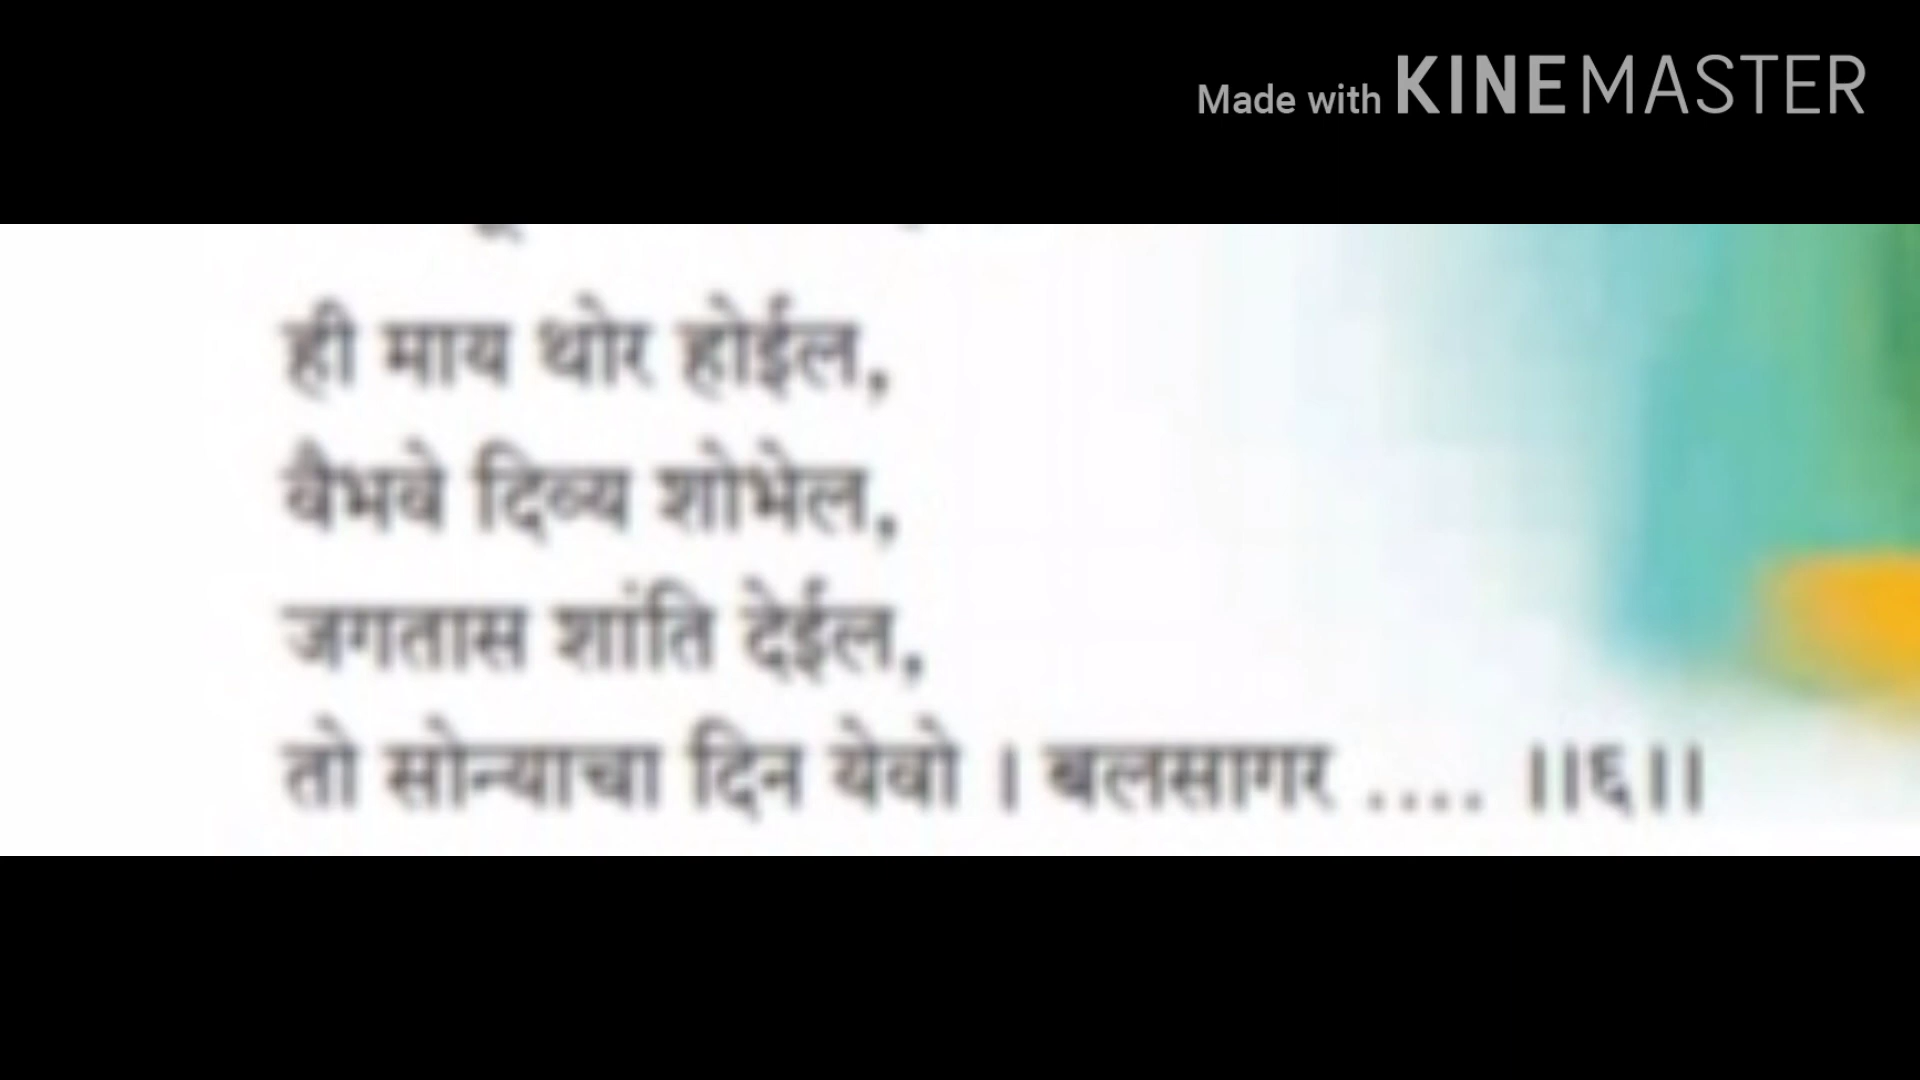 Made with KINEMASTER
ही माय थोर होईल,
वैभवे दिव्य शोभेल,
जगतास शांति देईल,
तो सोन्याचा दिन येवो । बलसागर .... ।।६।।